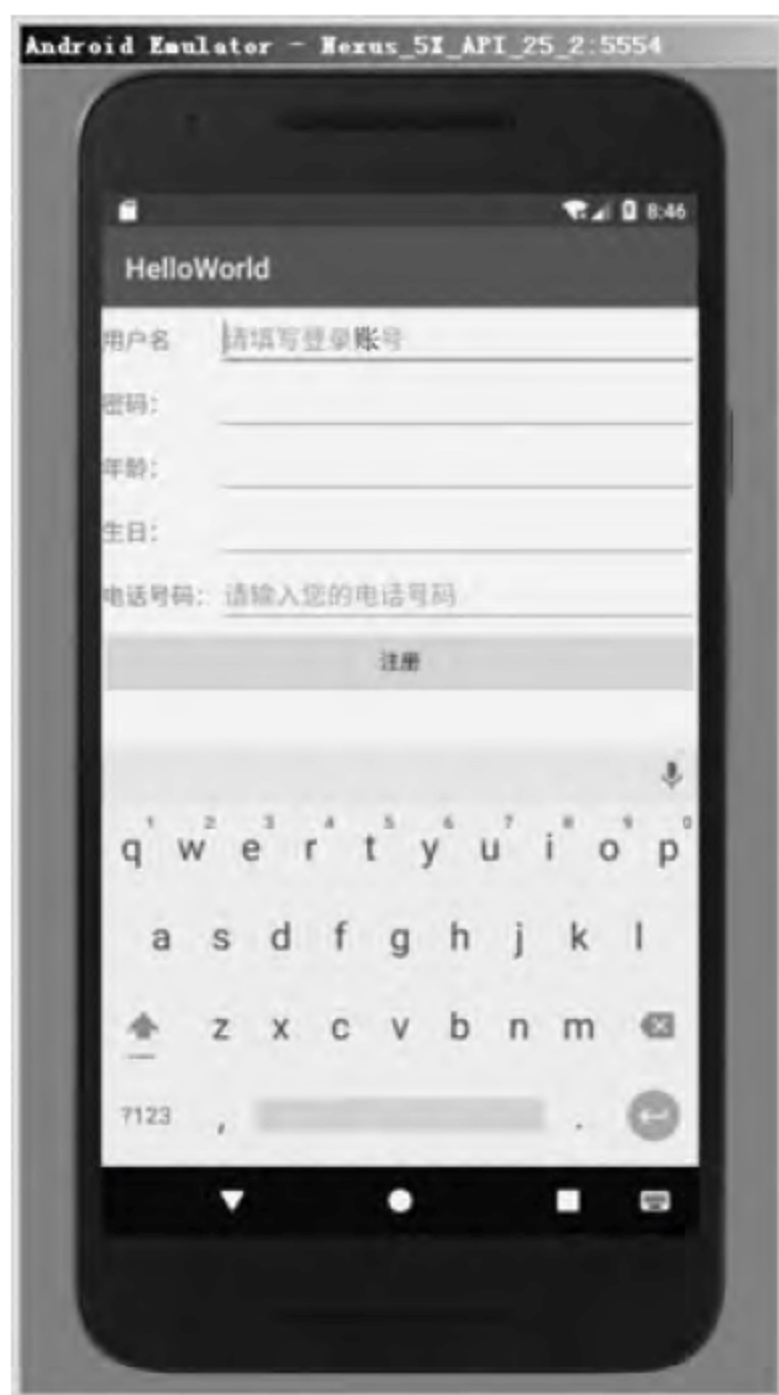 Android Emulator - Nexus_5X_API_25_2:5554
8:46
HelloWorld
用户名 请填写登录账号
密码:
年龄:
生日:
电话号码: 请输入您的电话号码
注册
1 2 3 4 5 6 7 8 9 0
q w e r t y u i o p
a s d f g h j k l
z x c v b n m
?123 , .